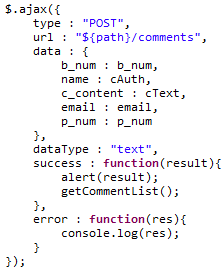 $.ajax({
    type : "POST",
    url : "${path}/comments",
    data : {
        b_num : b_num,
        name : cAuth,
        c_content : cText,
        email : email,
        p_num : p_num
    },
    dataType : "text",
    success : function(result){
        alert(result);
        getCommentList();
    },
    error : function(res){
        console.log(res);
    }
});